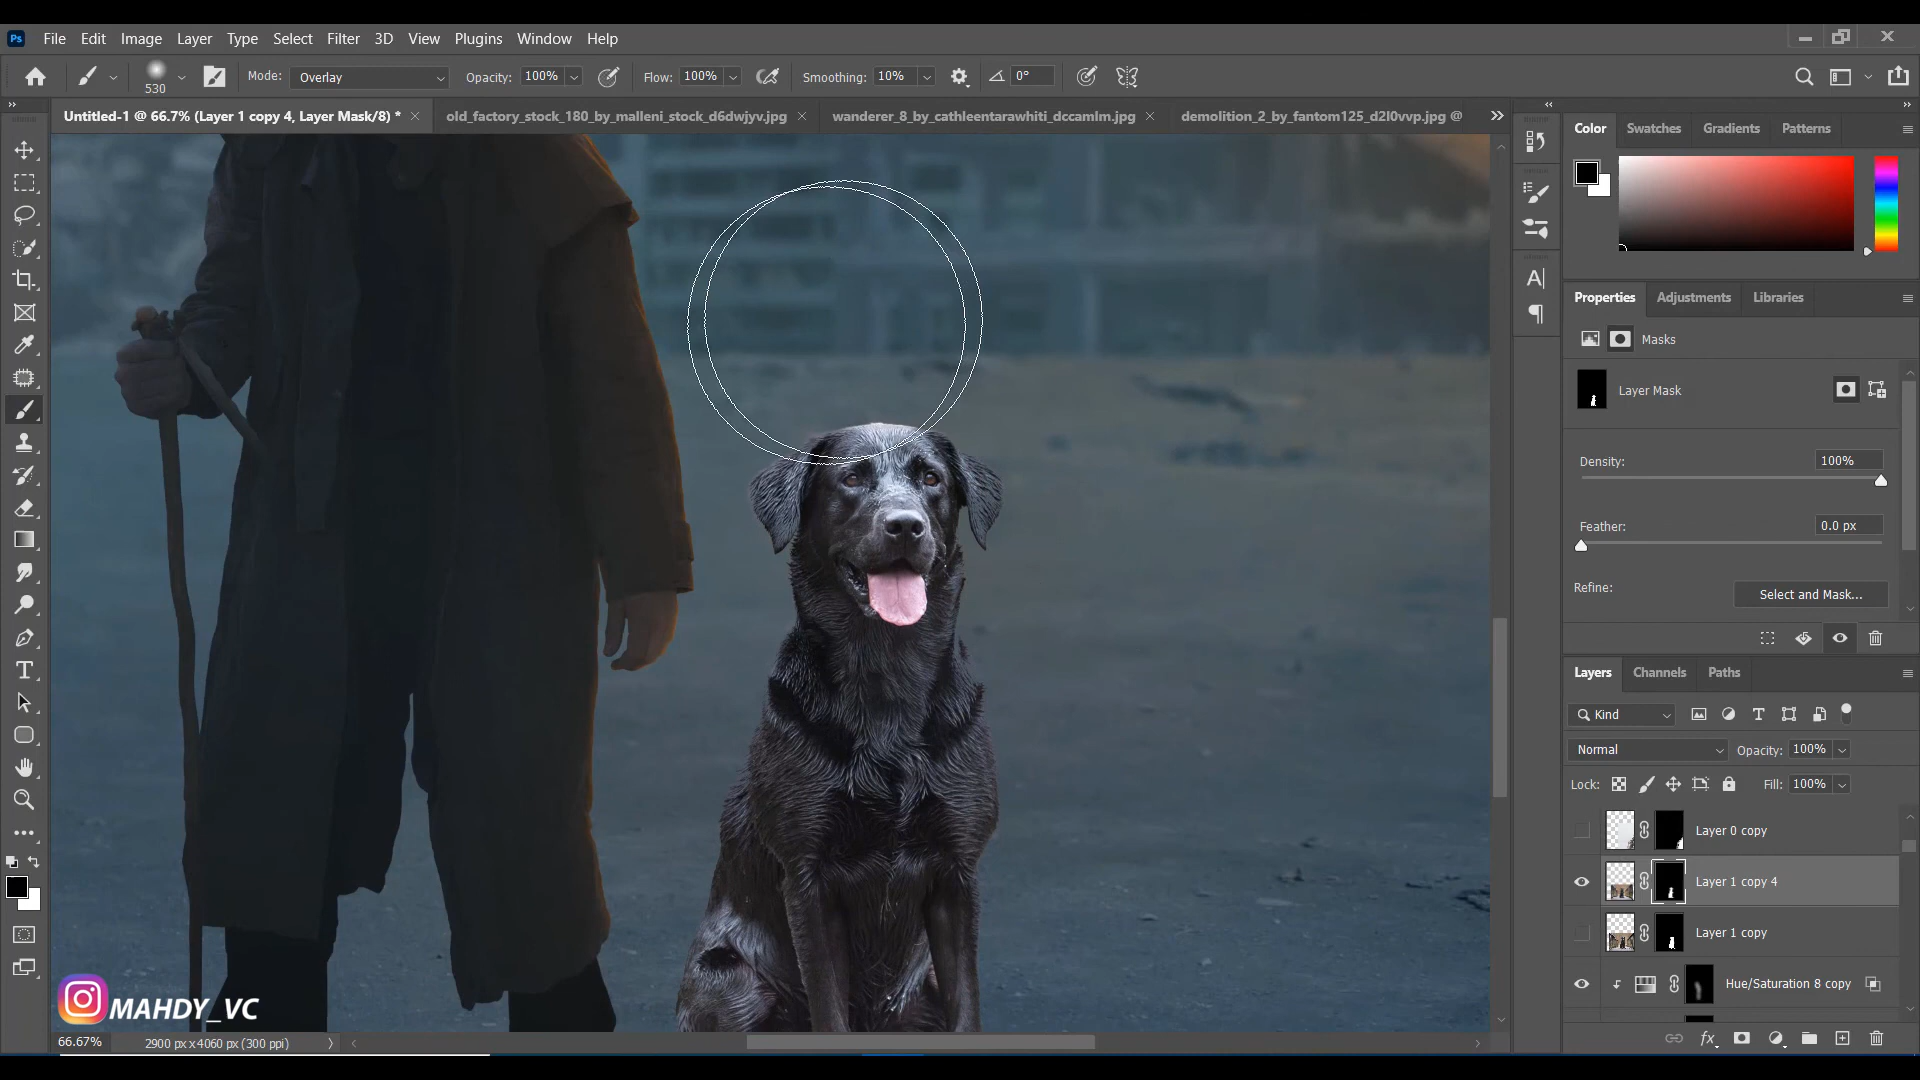 Ps File Edit Image Layer Type Select Filter 3D View Plugins Window Help
530 Mode: Overlay Opacity: 100% Flow: 100% Smoothing: 10% 0°
Untitled-1 @ 66.7% (Layer 1 copy 4, Layer Mask/8) * old_factory_stock_180_by_malleni_stock_d6dwjyv.jpg wanderer_8_by_cathleentarawhiti_dccamlm.jpg demolition_2_by_fantom125_d2l0vvp.jpg @
Color Swatches Gradients Patterns
Properties Adjustments Libraries
Masks
Layer Mask
Density: 100%
Feather: 0.0 px
Refine: Select and Mask...
Layers Channels Paths
Kind
Normal Opacity: 100%
Lock: Fill: 100%
Layer 0 copy
Layer 1 copy 4
Layer 1 copy
Hue/Saturation 8 copy
MAHDY_VC
66.67% 2900 px x 4060 px (300 ppi)